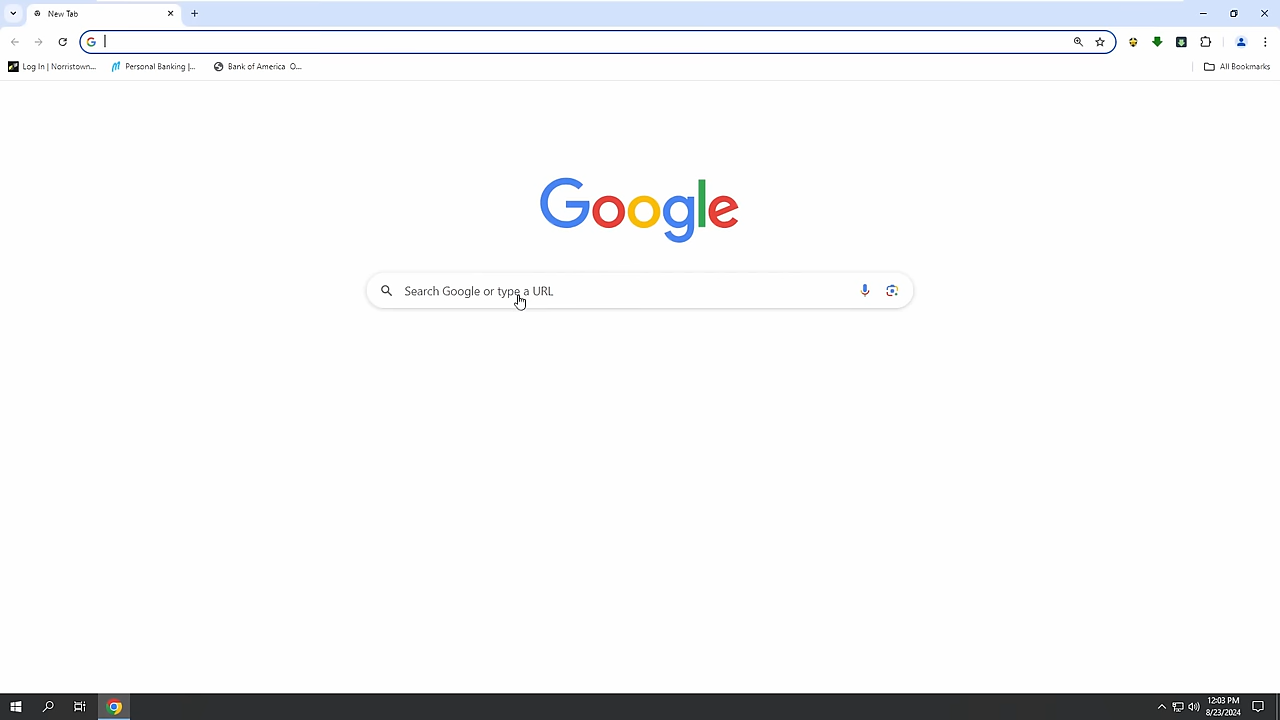 New Tab
Log In | Norristown...
Personal Banking |...
Bank of America O...
All Bookmarks
Google
Search Google or type a URL
12:03 PM
8/23/2024